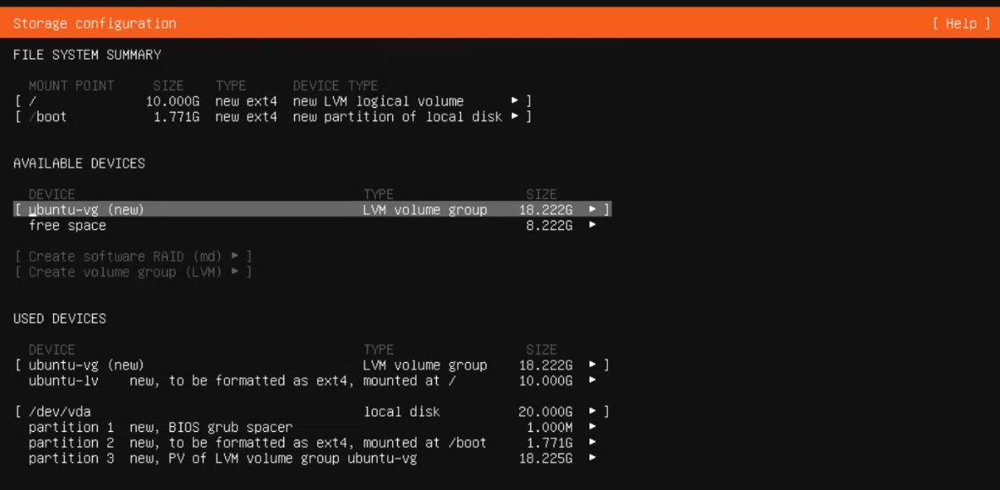 Storage configuration [ Help ]
FILE SYSTEM SUMMARY
MOUNT POINT SIZE TYPE DEVICE TYPE
[ / 10.000G new ext4 new LVM logical volume ▸ ]
[ /boot 1.771G new ext4 new partition of local disk ▸ ]
AVAILABLE DEVICES
DEVICE TYPE SIZE
[ ubuntu-vg (new) LVM volume group 18.222G ▸ ]
free space 8.222G ▸
[ Create software RAID (md) ▸ ]
[ Create volume group (LVM) ▸ ]
USED DEVICES
DEVICE TYPE SIZE
[ ubuntu-vg (new) LVM volume group 18.222G ▸ ]
ubuntu-lv new, to be formatted as ext4, mounted at / 10.000G ▸
[ /dev/vda local disk 20.000G ▸ ]
partition 1 new, BIOS grub spacer 1.000M ▸
partition 2 new, to be formatted as ext4, mounted at /boot 1.771G ▸
partition 3 new, PV of LVM volume group ubuntu-vg 18.225G ▸